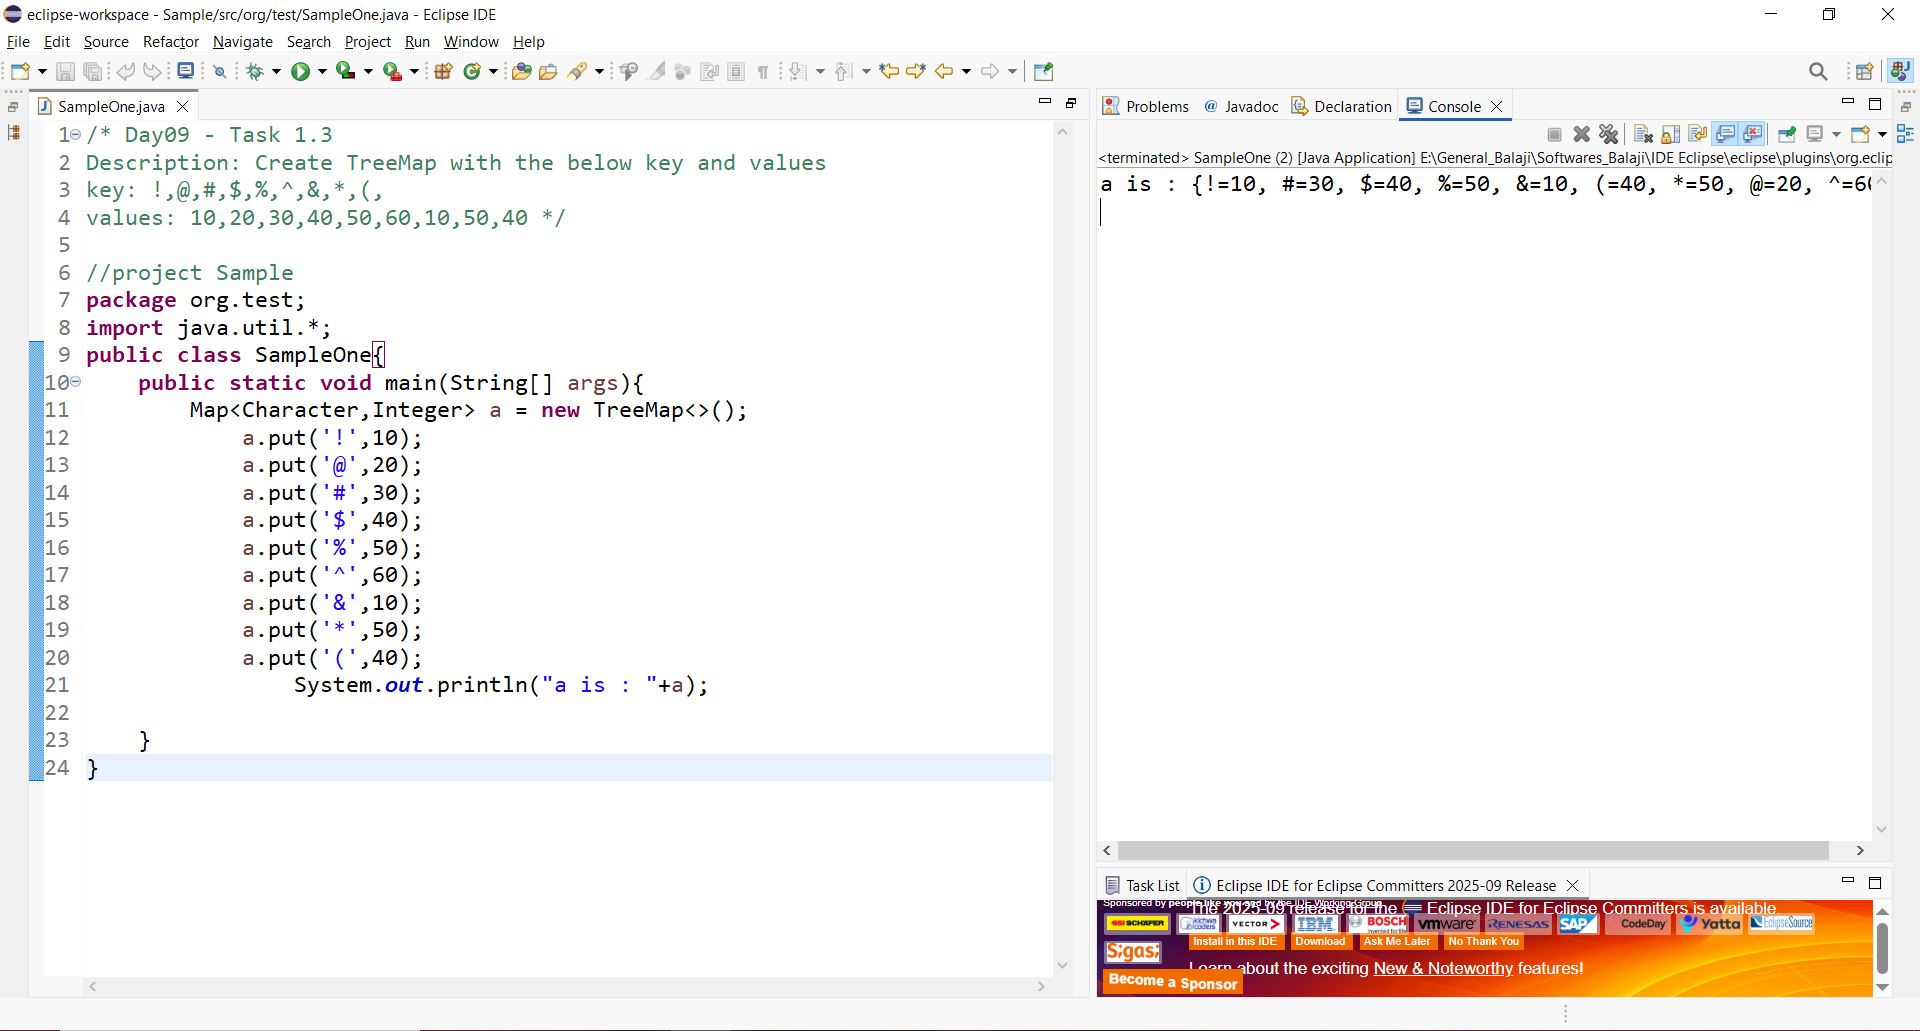 eclipse-workspace - Sample/src/org/test/SampleOne.java - Eclipse IDE
File Edit Source Refactor Navigate Search Project Run Window Help
SampleOne.java
1 /* Day09 - Task 1.3
2 Description: Create TreeMap with the below key and values
3 key: !,@,#,$,%,^,&,*,(,
4 values: 10,20,30,40,50,60,10,50,40 */
5
6 //project Sample
7 package org.test;
8 import java.util.*;
9 public class SampleOne{
10 public static void main(String[] args){
11 Map<Character,Integer> a = new TreeMap<>();
12 a.put('!',10);
13 a.put('@',20);
14 a.put('#',30);
15 a.put('$',40);
16 a.put('%',50);
17 a.put('^',60);
18 a.put('&',10);
19 a.put('*',50);
20 a.put('(',40);
21 System.out.println("a is : "+a);
22
23 }
24 }
Problems @ Javadoc Declaration Console
<terminated> SampleOne (2) [Java Application] E:\General_Balaji\Softwares_Balaji\IDE Eclipse\eclipse\plugins\org.eclip
a is : {!=10, #=30, $=40, %=50, &=10, (=40, *=50, @=20, ^=6
Task List Eclipse IDE for Eclipse Committers 2025-09 Release
Sponsored by people like you and by the IDE Working Group
The 2025-09 release for the Eclipse IDE for Eclipse Committers is available
SSI SCHÄFER kichwa coders VECTOR IBM BOSCH vmware RENESAS SAP CodeDay Yatta EclipseSource
Install in this IDE Download Ask Me Later No Thank You
Sigasi
Learn about the exciting New & Noteworthy features!
Become a Sponsor